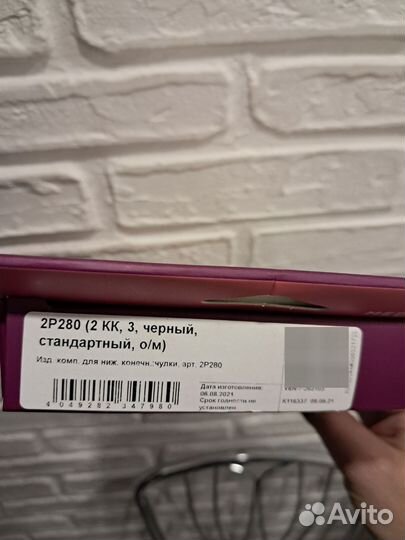 2P280 (2 КК, 3, черный,
стандартный, о/м)
Изд. комп. для ниж. конечн.:чулки, арт. 2P280
4 049282 347980
Дата изготовления:
06.08.2021
Срок годности не
установлен
Avito